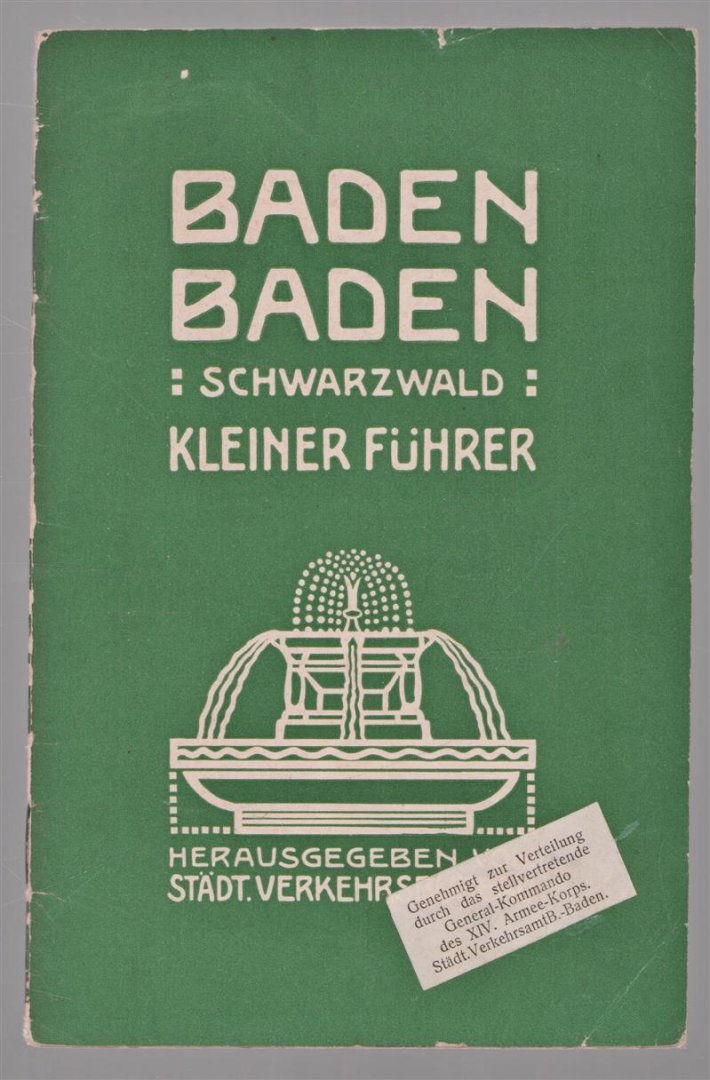 BADEN
BADEN
: SCHWARZWALD :
KLEINER FÜHRER
HERAUSGEGEBEN
STÄDT. VERKEHRS
Genehmigt zur Verteilung
durch das stellvertretende
General-Kommando
des XIV. Armee-Korps.
Städt.VerkehrsamtB.-Baden.